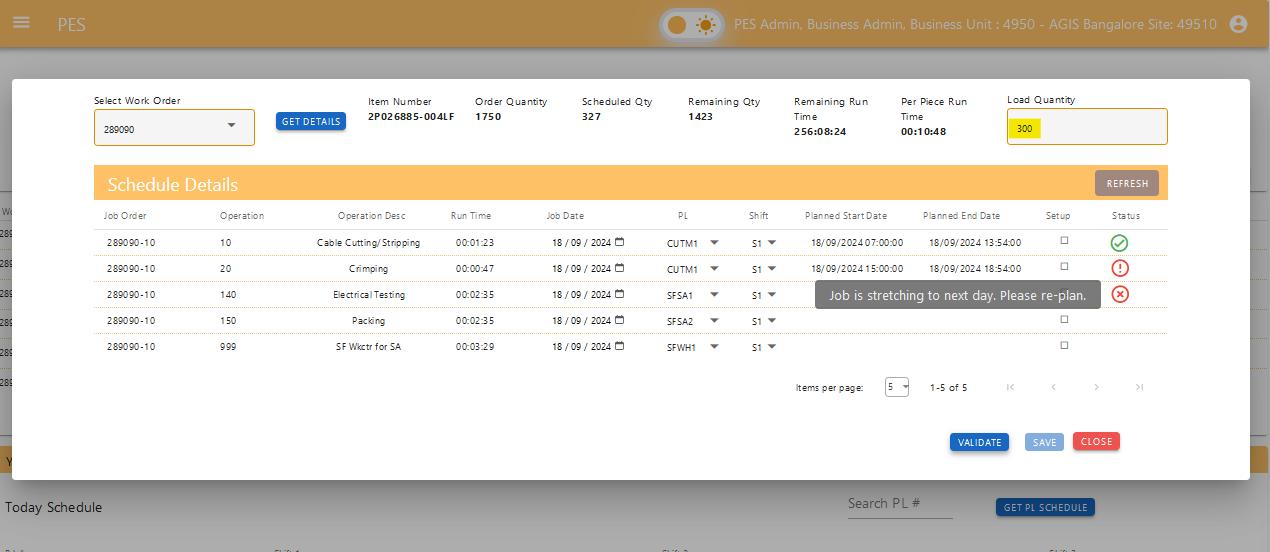 PES
PES Admin, Business Admin, Business Unit : 4950 - AGIS Bangalore Site: 49510
Select Work Order
289090
GET DETAILS
Item Number
2P026885-004LF
Order Quantity
1750
Scheduled Qty
327
Remaining Qty
1423
Remaining Run
Time
256:08:24
Per Piece Run
Time
00:10:48
Load Quantity
300
Schedule Details
REFRESH
Job Order Operation Operation Desc Run Time Job Date PL Shift Planned Start Date Planned End Date Setup Status
289090-10 10 Cable Cutting/Stripping 00:01:23 18/09/2024 CUTM1 S1 18/09/2024 07:00:00 18/09/2024 13:54:00
289090-10 20 Crimping 00:00:47 18/09/2024 CUTM1 S1 18/09/2024 15:00:00 18/09/2024 18:54:00
289090-10 140 Electrical Testing 00:02:35 18/09/2024 SFSA1 S1
Job is stretching to next day. Please re-plan.
289090-10 150 Packing 00:02:35 18/09/2024 SFSA2 S1
289090-10 999 SF Wkctr for SA 00:03:29 18/09/2024 SFWH1 S1
Items per page: 5 1-5 of 5
VALIDATE SAVE CLOSE
Today Schedule
Search PL #
GET PL SCHEDULE